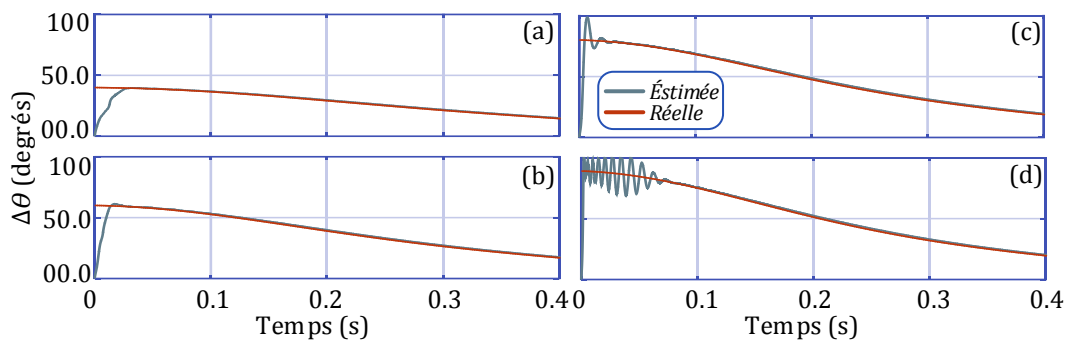 100
(a)
50.0
00.0
100
(b)
50.0
00.0
Δθ (degrés)
0 0.1 0.2 0.3 0.4
Temps (s)
(c)
Éstimée
Réelle
(d)
0 0.1 0.2 0.3 0.4
Temps (s)